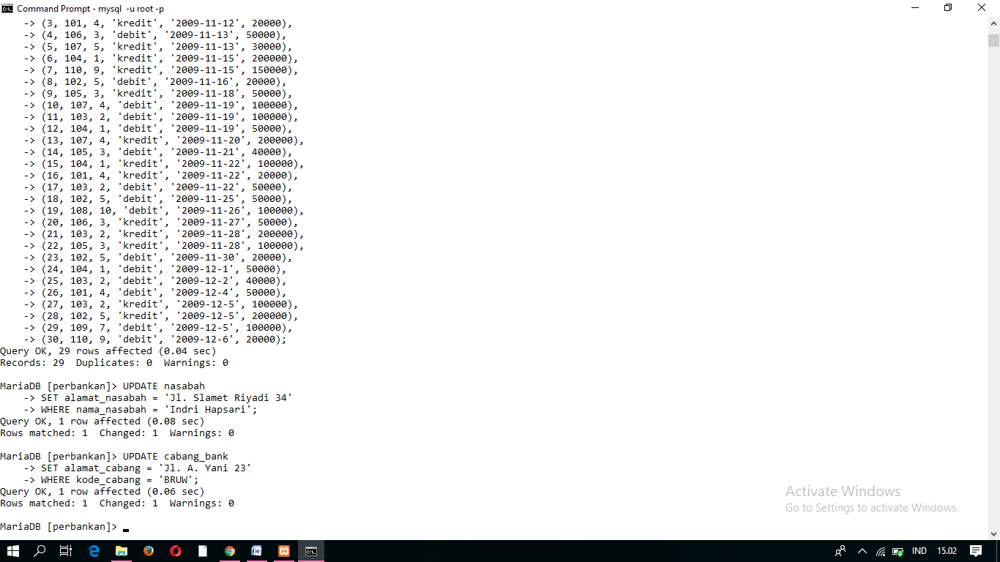 Command Prompt - mysql -u root -p
-> (3, 101, 4, 'kredit', '2009-11-12', 20000),
-> (4, 106, 3, 'debit', '2009-11-13', 50000),
-> (5, 107, 5, 'kredit', '2009-11-13', 30000),
-> (6, 104, 1, 'kredit', '2009-11-15', 200000),
-> (7, 110, 9, 'kredit', '2009-11-15', 150000),
-> (8, 102, 5, 'debit', '2009-11-16', 20000),
-> (9, 105, 3, 'kredit', '2009-11-18', 50000),
-> (10, 107, 4, 'debit', '2009-11-19', 100000),
-> (11, 103, 2, 'debit', '2009-11-19', 100000),
-> (12, 104, 1, 'debit', '2009-11-19', 50000),
-> (13, 107, 4, 'kredit', '2009-11-20', 200000),
-> (14, 105, 3, 'debit', '2009-11-21', 40000),
-> (15, 104, 1, 'kredit', '2009-11-22', 100000),
-> (16, 101, 4, 'kredit', '2009-11-22', 20000),
-> (17, 103, 2, 'debit', '2009-11-22', 50000),
-> (18, 102, 5, 'debit', '2009-11-25', 50000),
-> (19, 108, 10, 'debit', '2009-11-26', 100000),
-> (20, 106, 3, 'kredit', '2009-11-27', 50000),
-> (21, 103, 2, 'kredit', '2009-11-28', 200000),
-> (22, 105, 3, 'kredit', '2009-11-28', 100000),
-> (23, 102, 5, 'debit', '2009-11-30', 20000),
-> (24, 104, 1, 'debit', '2009-12-1', 50000),
-> (25, 103, 2, 'debit', '2009-12-2', 40000),
-> (26, 101, 4, 'debit', '2009-12-4', 50000),
-> (27, 103, 2, 'kredit', '2009-12-5', 100000),
-> (28, 102, 5, 'kredit', '2009-12-5', 200000),
-> (29, 109, 7, 'debit', '2009-12-5', 100000),
-> (30, 110, 9, 'debit', '2009-12-6', 20000);
Query OK, 29 rows affected (0.04 sec)
Records: 29 Duplicates: 0 Warnings: 0
MariaDB [perbankan]> UPDATE nasabah
-> SET alamat_nasabah = 'Jl. Slamet Riyadi 34'
-> WHERE nama_nasabah = 'Indri Hapsari';
Query OK, 1 row affected (0.08 sec)
Rows matched: 1 Changed: 1 Warnings: 0
MariaDB [perbankan]> UPDATE cabang_bank
-> SET alamat_cabang = 'Jl. A. Yani 23'
-> WHERE kode_cabang = 'BRUW';
Query OK, 1 row affected (0.06 sec)
Rows matched: 1 Changed: 1 Warnings: 0
MariaDB [perbankan]> _
Activate Windows
Go to Settings to activate Windows.
IND 15.02